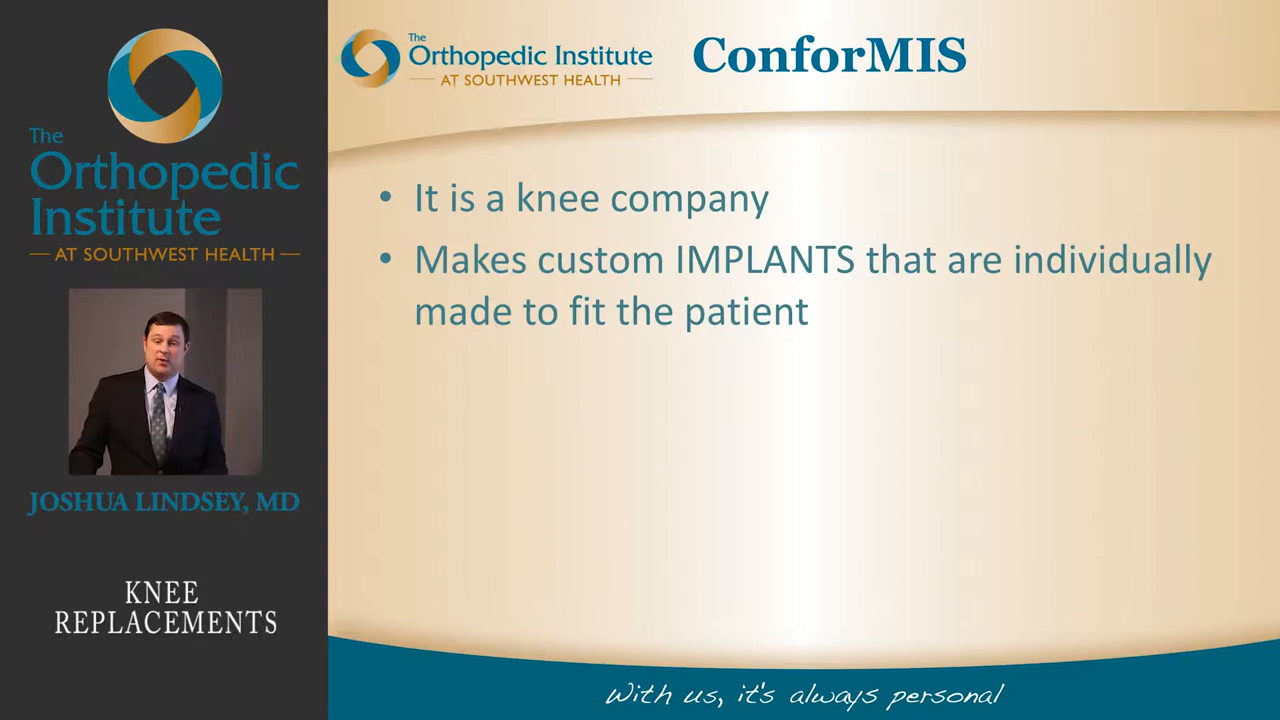 The
Orthopedic
Institute
AT SOUTHWEST HEALTH
JOSHUA LINDSEY, MD
KNEE
REPLACEMENTS
The
Orthopedic Institute
AT SOUTHWEST HEALTH
ConforMIS
• It is a knee company
• Makes custom IMPLANTS that are individually
made to fit the patient
With us, it's always personal